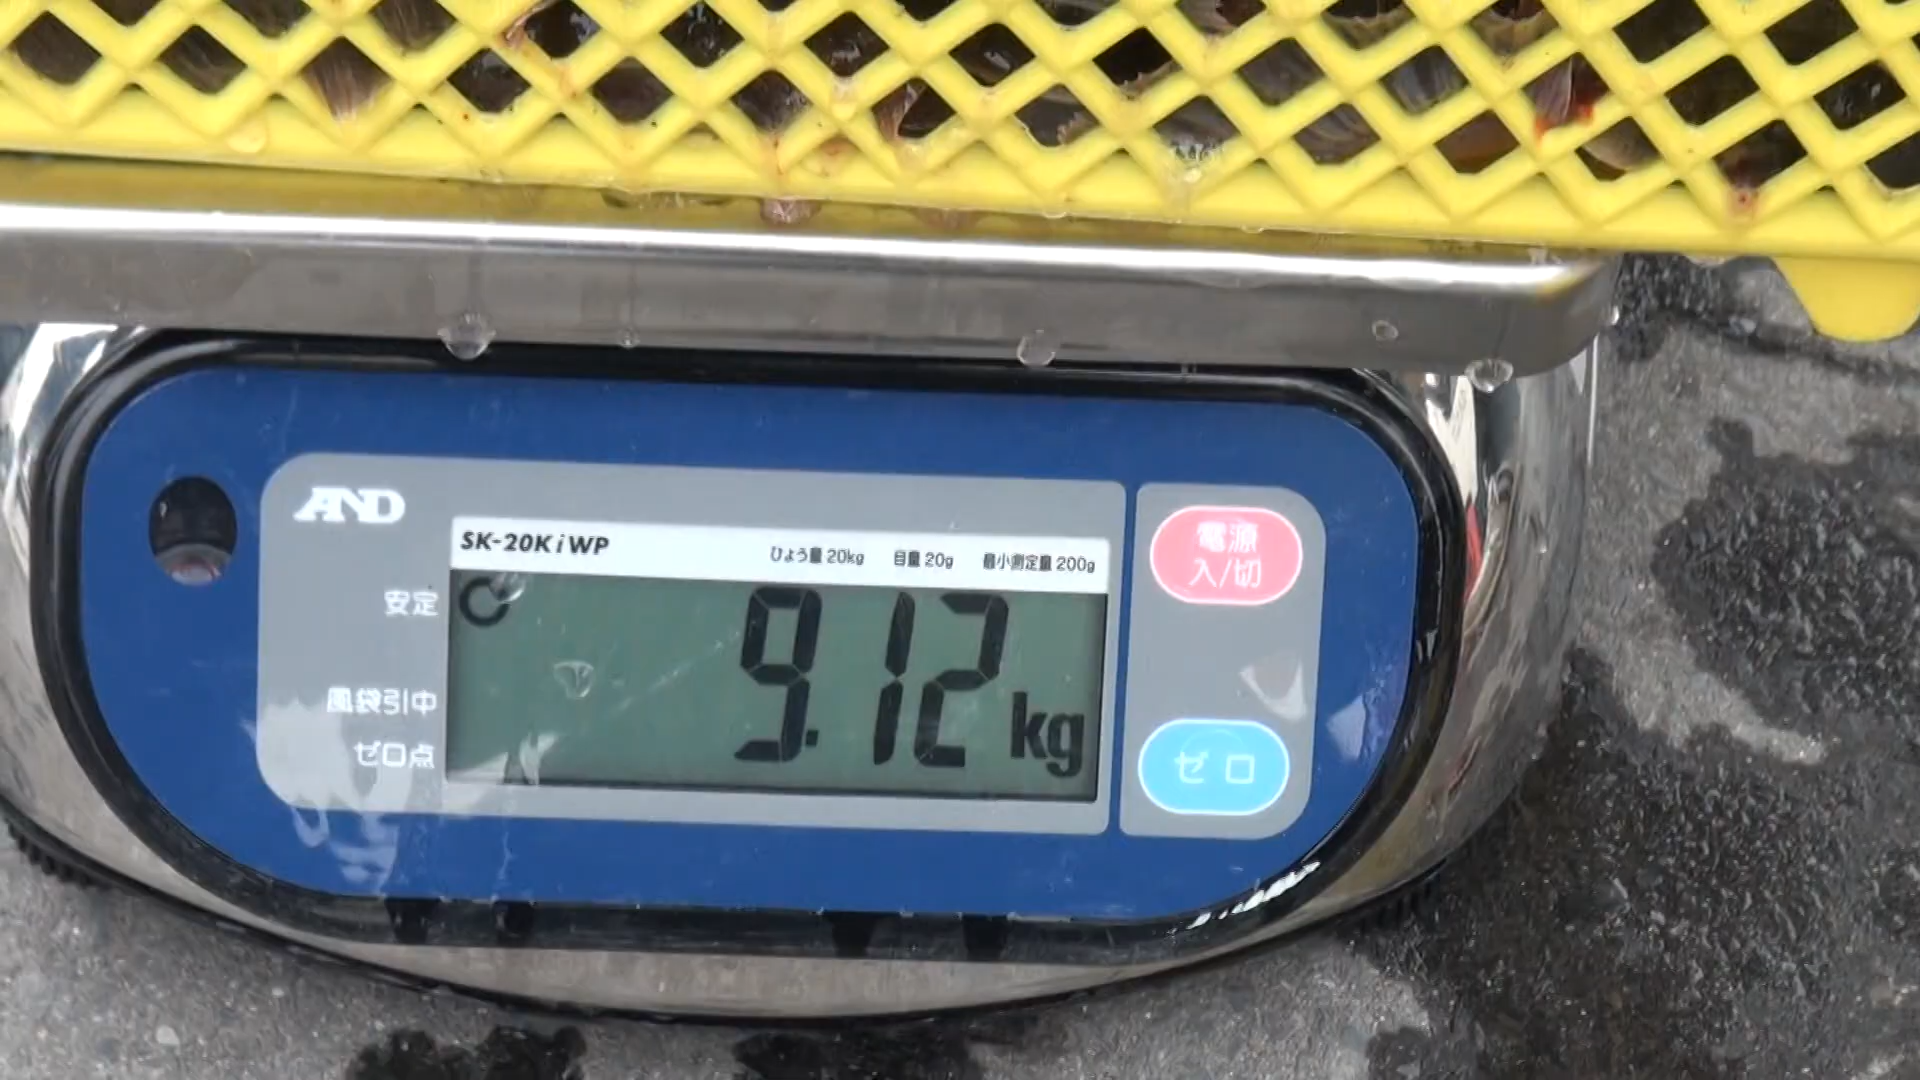 AND
SK-20KiWP
ひょう量 20kg 目量 20g 最小測定量 200g
安定
9.12 kg
風袋引中
ゼロ点
電源
入/切
ゼロ